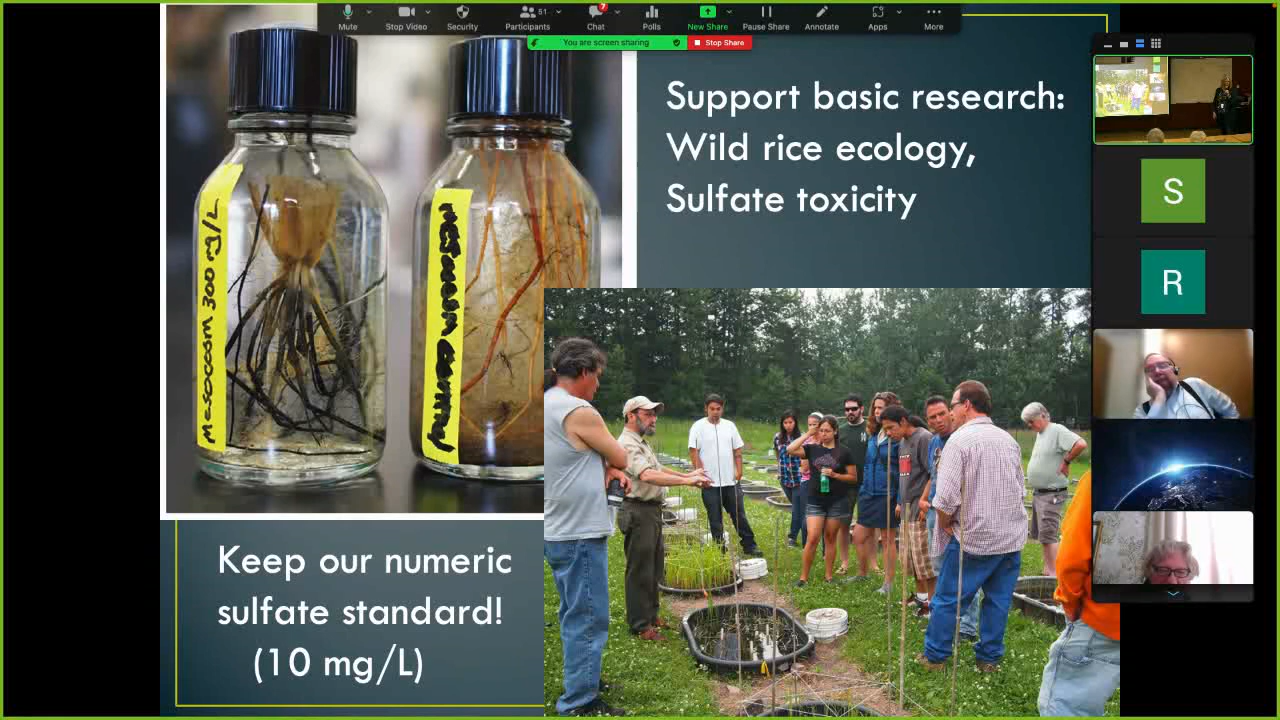 Mute
Stop Video
Security
Participants
51
Chat
7
Polls
New Share
Pause Share
Annotate
Apps
More
You are screen sharing
Stop Share
Support basic research:
Wild rice ecology,
Sulfate toxicity
S
R
Mesocosm 300 mg/L
Keep our numeric
sulfate standard!
(10 mg/L)